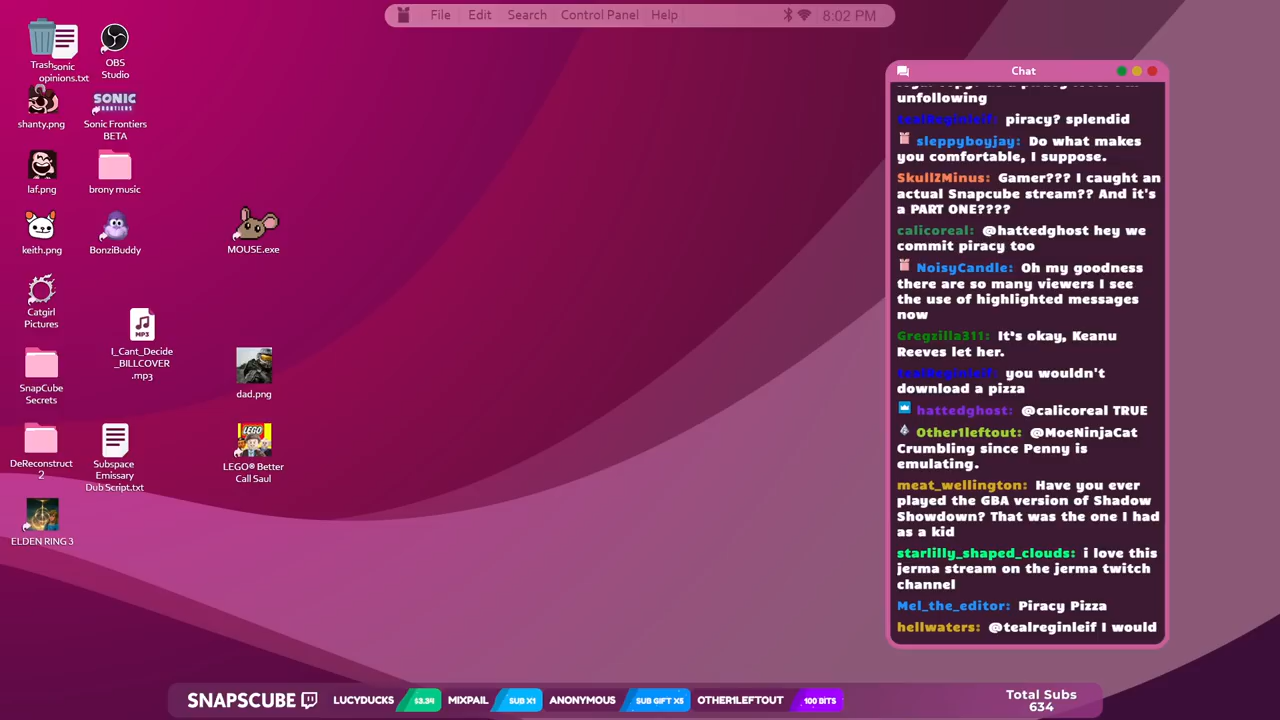 File Edit Search Control Panel Help 8:02 PM
Trash
sonic
opinions.txt
OBS
Studio
shanty.png
SONIC
FRONTIERS
Sonic Frontiers
BETA
laf.png
brony music
keith.png
BonziBuddy
MOUSE.exe
Catgirl
Pictures
MP3
I_Cant_Decide
_BILLCOVER
.mp3
SnapCube
Secrets
dad.png
DeReconstruct
2
Subspace
Emissary
Dub Script.txt
LEGO
LEGO® Better
Call Saul
ELDEN RING 3
Chat
unfollowing
tealReginleif: piracy? splendid
sleppyboyjay: Do what makes
you comfortable, I suppose.
SkullZMinus: Gamer??? I caught an
actual Snapcube stream?? And it's
a PART ONE????
calicoreal: @hattedghost hey we
commit piracy too
NoisyCandle: Oh my goodness
there are so many viewers I see
the use of highlighted messages
now
Gregzilla311: It's okay, Keanu
Reeves let her.
tealReginleif: you wouldn't
download a pizza
hattedghost: @calicoreal TRUE
Other1leftout: @MoeNinjaCat
Crumbling since Penny is
emulating.
meat_wellington: Have you ever
played the GBA version of Shadow
Showdown? That was the one I had
as a kid
starlilly_shaped_clouds: i love this
jerma stream on the jerma twitch
channel
Mel_the_editor: Piracy Pizza
hellwaters: @tealreginleif I would
SNAPSCUBE LUCYDUCKS $3.34 MIXPAIL SUB X1 ANONYMOUS SUB GIFT X5 OTHER1LEFTOUT 100 BITS
Total Subs
634